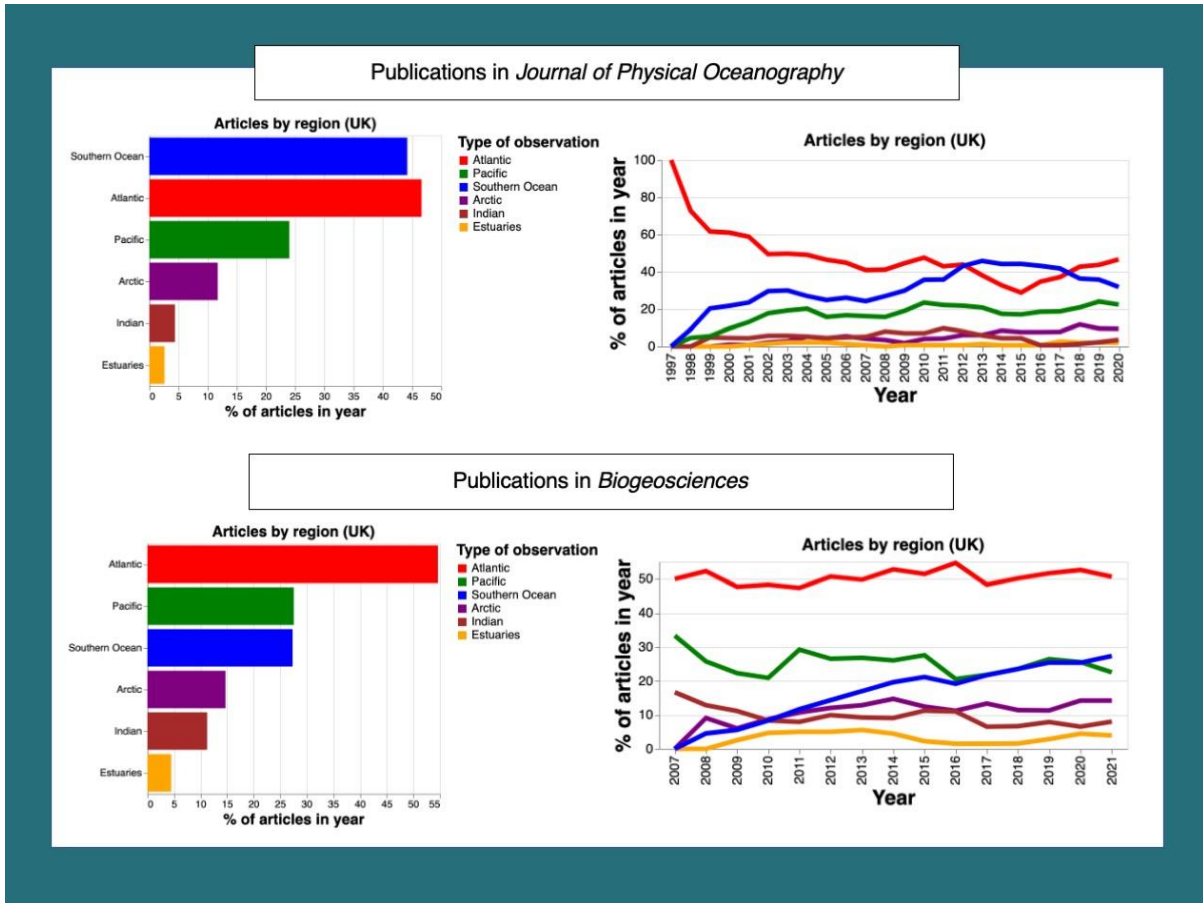 Publications in Journal of Physical Oceanography
Articles by region (UK)
Southern Ocean
Atlantic
Pacific
Arctic
Indian
Estuaries
0 5 10 15 20 25 30 35 40 45 50
% of articles in year
Type of observation
Atlantic
Pacific
Southern Ocean
Arctic
Indian
Estuaries
Articles by region (UK)
% of articles in year
100
80
60
40
20
0
1997 1998 1999 2000 2001 2002 2003 2004 2005 2006 2007 2008 2009 2010 2011 2012 2013 2014 2015 2016 2017 2018 2019 2020
Year
Publications in Biogeosciences
Articles by region (UK)
Atlantic
Pacific
Southern Ocean
Arctic
Indian
Estuaries
0 5 10 15 20 25 30 35 40 45 50 55
% of articles in year
Type of observation
Atlantic
Pacific
Southern Ocean
Arctic
Indian
Estuaries
Articles by region (UK)
% of articles in year
50
40
30
20
10
0
2007 2008 2009 2010 2011 2012 2013 2014 2015 2016 2017 2018 2019 2020 2021
Year